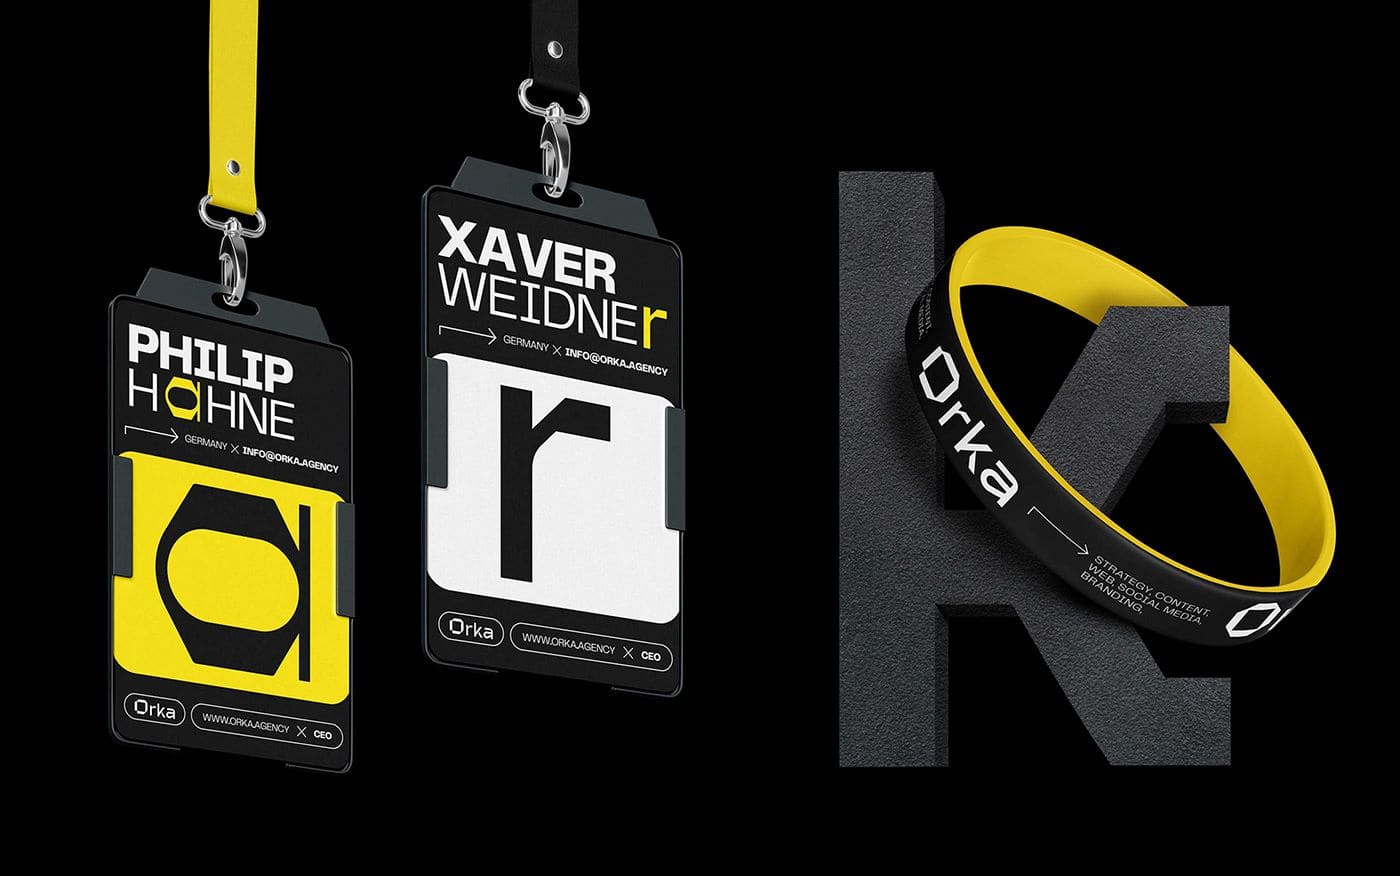 PHILIP
HaHNE
GERMANY X INFO@ORKA.AGENCY
a
Orka
WWW.ORKA.AGENCY X CEO
XAVER
WEIDNEr
GERMANY X INFO@ORKA.AGENCY
r
Orka
WWW.ORKA.AGENCY X CEO
k
Orka
STRATEGY, CONTENT,
WEB, SOCIAL MEDIA,
BRANDING.